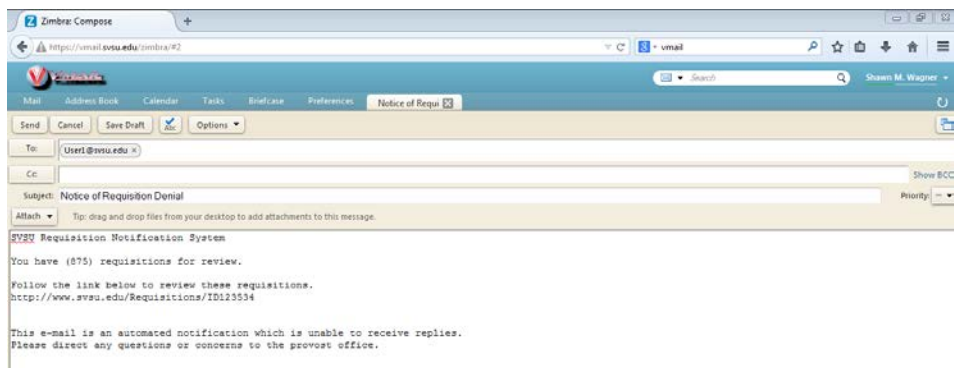 Zimbra: Compose
https://vmail.svsu.edu/zimbra/#2
vmail
Search
Shawn M. Wagner
Mail Address Book Calendar Tasks Briefcase Preferences Notice of Requi
Send Cancel Save Draft Abc Options
To: User1@svsu.edu
Cc: Show BCC
Subject: Notice of Requisition Denial Priority:
Attach Tip: drag and drop files from your desktop to add attachments to this message.
SVSU Requisition Notification System
You have (875) requisitions for review.
Follow the link below to review these requisitions.
http://www.svsu.edu/Requisitions/ID123534
This e-mail is an automated notification which is unable to receive replies.
Please direct any questions or concerns to the provost office.